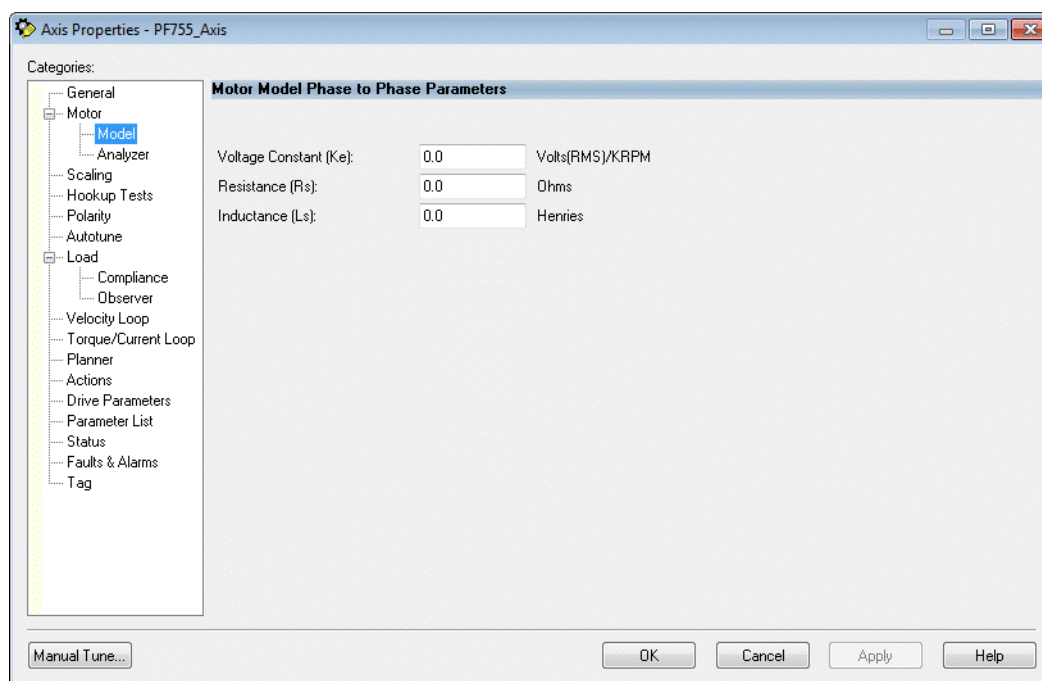 Axis Properties - PF755_Axis
Categories:
General
Motor
Model
Analyzer
Scaling
Hookup Tests
Polarity
Autotune
Load
Compliance
Observer
Velocity Loop
Torque/Current Loop
Planner
Actions
Drive Parameters
Parameter List
Status
Faults & Alarms
Tag
Motor Model Phase to Phase Parameters
Voltage Constant (Ke): 0.0 Volts(RMS)/KRPM
Resistance (Rs): 0.0 Ohms
Inductance (Ls): 0.0 Henries
Manual Tune... OK Cancel Apply Help